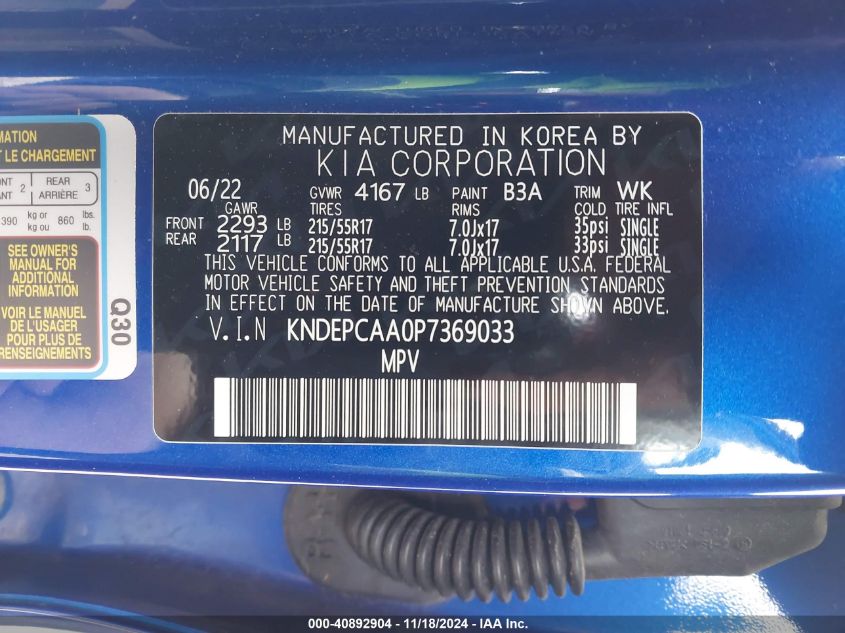 MATION
T LE CHARGEMENT
NT 2 REAR 3
ANT ARRIÈRE
390 kg or 860 lbs.
kg ou lb.
SEE OWNER'S
MANUAL FOR
ADDITIONAL
INFORMATION
VOIR LE MANUEL
DE L'USAGER
POUR PLUS DE
RENSEIGNEMENTS
Q30
MANUFACTURED IN KOREA BY
KIA CORPORATION
06/22 GVWR 4167 LB PAINT B3A TRIM WK
GAWR TIRES RIMS COLD TIRE INFL
FRONT 2293 LB 215/55R17 7.0Jx17 35psi SINGLE
REAR 2117 LB 215/55R17 7.0Jx17 33psi SINGLE
THIS VEHICLE CONFORMS TO ALL APPLICABLE U.S.A. FEDERAL
MOTOR VEHICLE SAFETY AND THEFT PREVENTION STANDARDS
IN EFFECT ON THE DATE OF MANUFACTURE SHOWN ABOVE.
V.I.N KNDEPCAA0P7369033
MPV
000-40892904 - 11/18/2024 - IAA Inc.